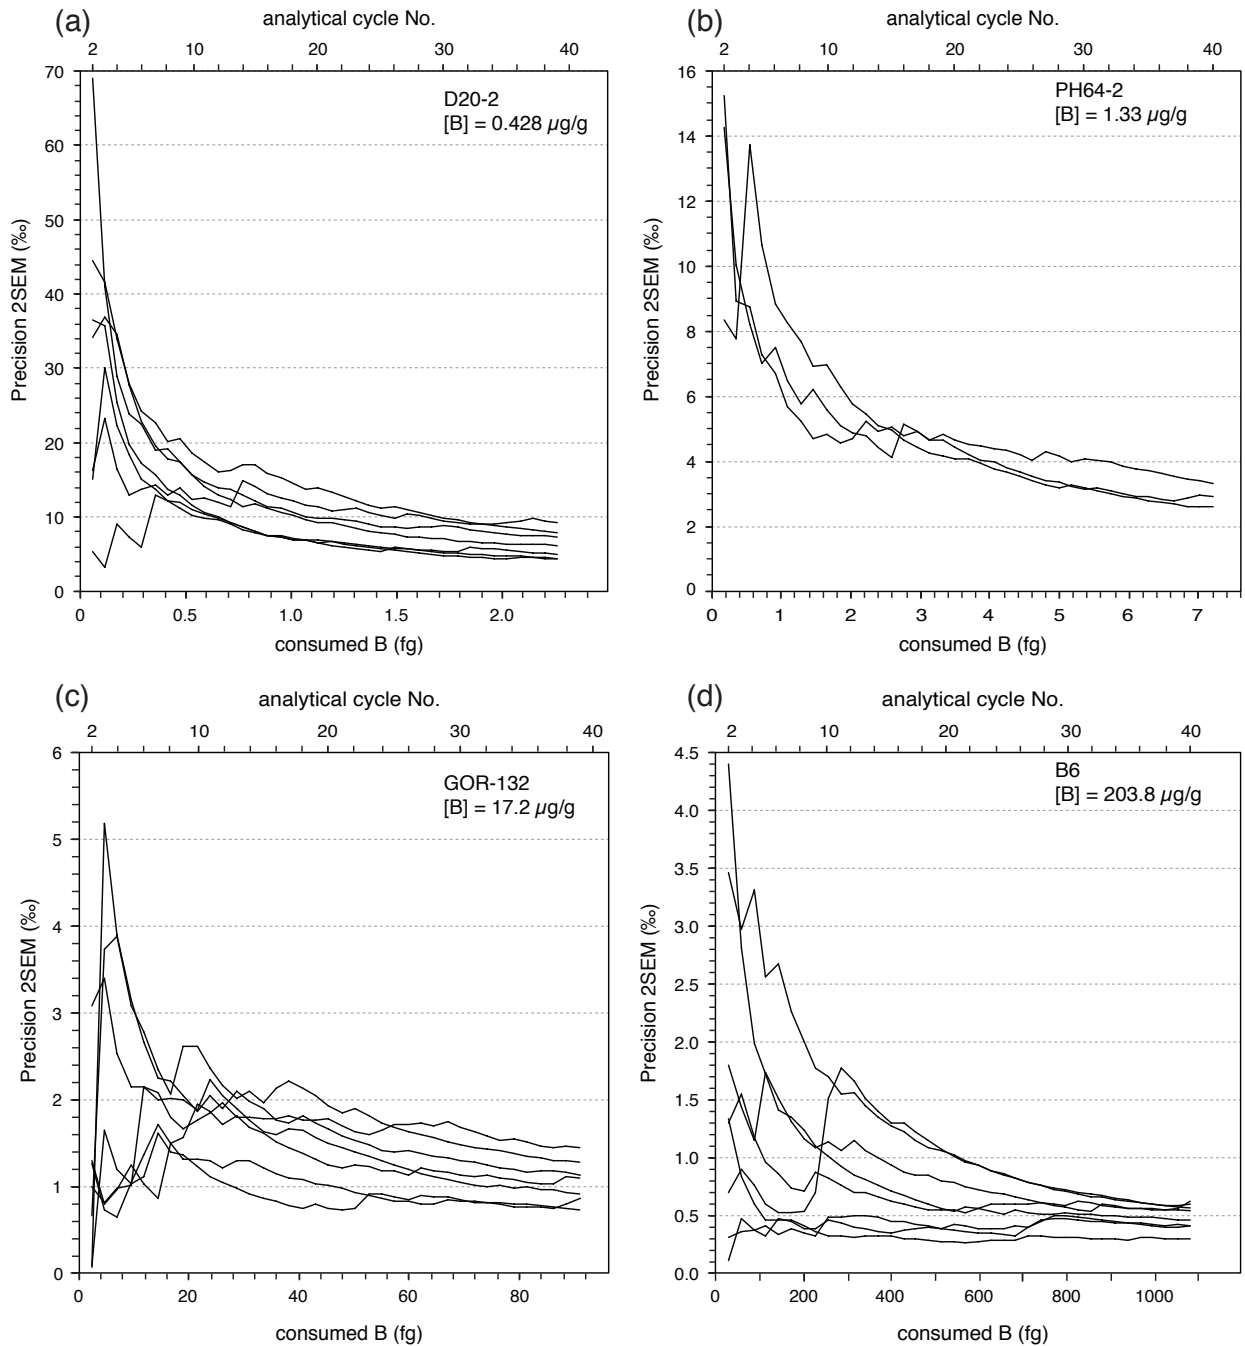 (a)
analytical cycle No.
2 10 20 30 40
70
60
50
40
30
20
10
0
Precision 2SEM (‰)
D20-2
[B] = 0.428 µg/g
0 0.5 1.0 1.5 2.0
consumed B (fg)
(b)
analytical cycle No.
2 10 20 30 40
16
14
12
10
8
6
4
2
0
Precision 2SEM (‰)
PH64-2
[B] = 1.33 µg/g
0 1 2 3 4 5 6 7
consumed B (fg)
(c)
analytical cycle No.
2 10 20 30 40
6
5
4
3
2
1
0
Precision 2SEM (‰)
GOR-132
[B] = 17.2 µg/g
0 20 40 60 80
consumed B (fg)
(d)
analytical cycle No.
2 10 20 30 40
4.5
4.0
3.5
3.0
2.5
2.0
1.5
1.0
0.5
0.0
Precision 2SEM (‰)
B6
[B] = 203.8 µg/g
0 200 400 600 800 1000
consumed B (fg)